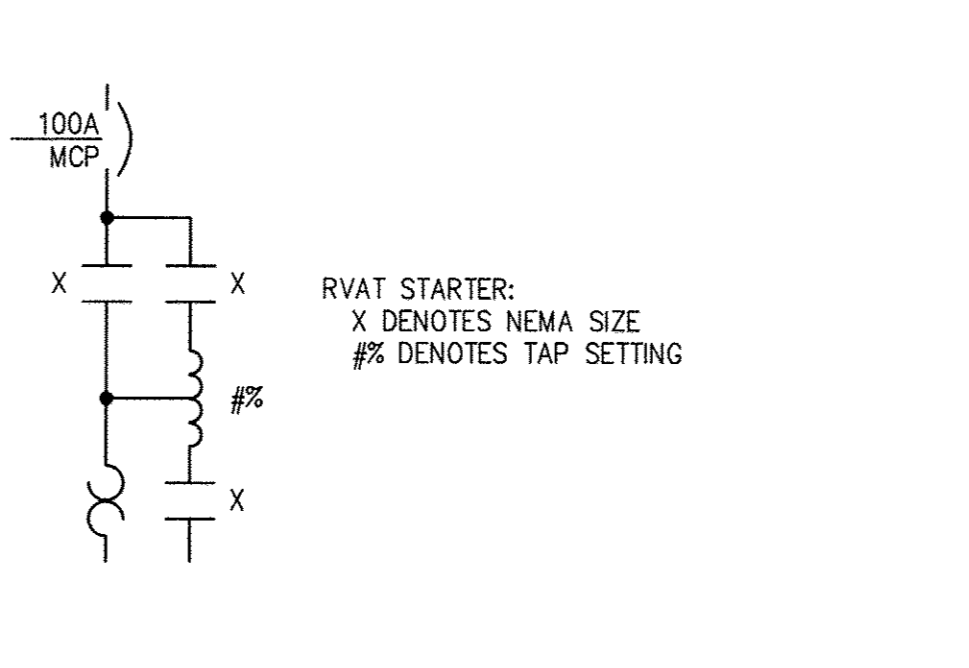 100A
MCP
X
X
RVAT STARTER:
X DENOTES NEMA SIZE
#% DENOTES TAP SETTING
#%
X